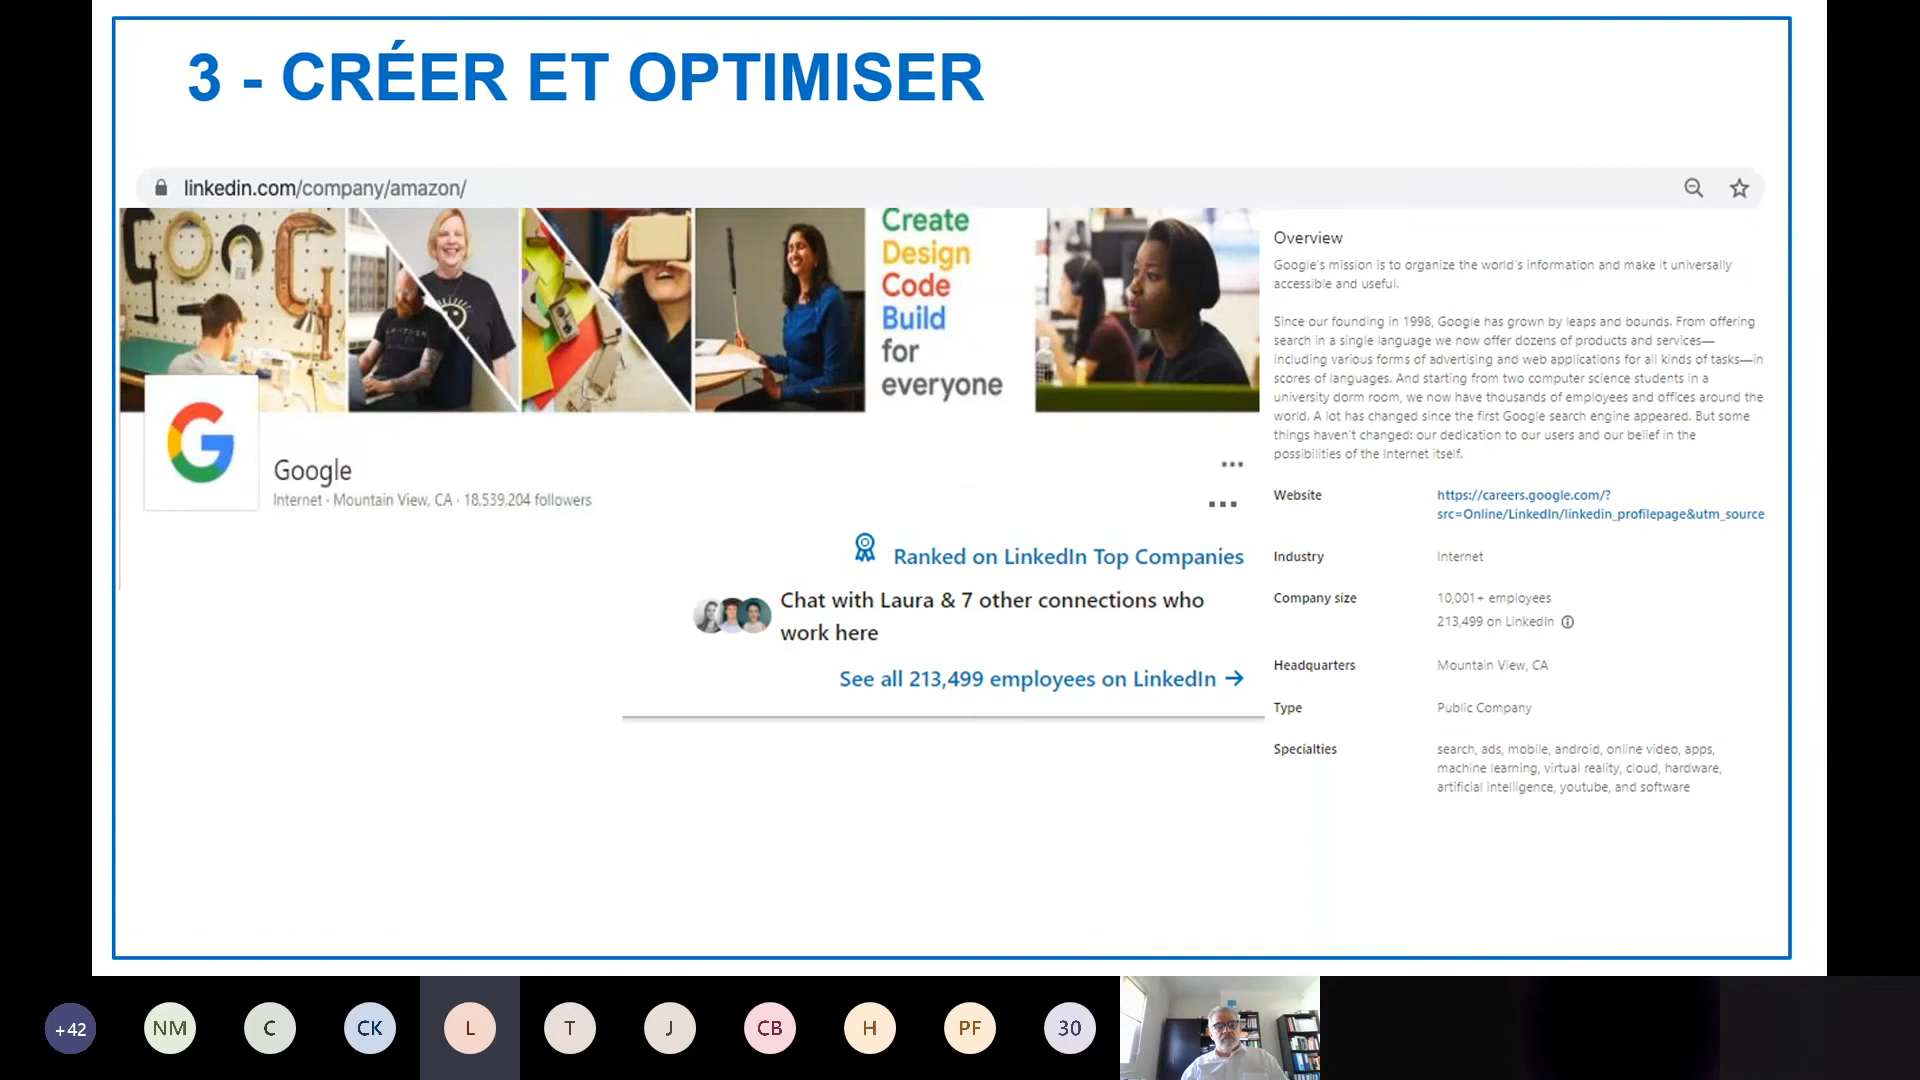 3 - CRÉER ET OPTIMISER
linkedin.com/company/amazon/
Create
Design
Code
Build
for
everyone
Google
Internet · Mountain View, CA · 18,539,204 followers
Ranked on LinkedIn Top Companies
Chat with Laura & 7 other connections who
work here
See all 213,499 employees on LinkedIn →
Overview
Google's mission is to organize the world's information and make it universally
accessible and useful.
Since our founding in 1998, Google has grown by leaps and bounds. From offering
search in a single language we now offer dozens of products and services—
including various forms of advertising and web applications for all kinds of tasks—in
scores of languages. And starting from two computer science students in a
university dorm room, we now have thousands of employees and offices around the
world. A lot has changed since the first Google search engine appeared. But some
things haven't changed: our dedication to our users and our belief in the
possibilities of the Internet itself.
Website https://careers.google.com/?
src=Online/LinkedIn/linkedin_profilepage&utm_source
Industry Internet
Company size 10,001+ employees
213,499 on LinkedIn
Headquarters Mountain View, CA
Type Public Company
Specialties search, ads, mobile, android, online video, apps,
machine learning, virtual reality, cloud, hardware,
artificial intelligence, youtube, and software
+42 NM C CK L T J CB H PF 30